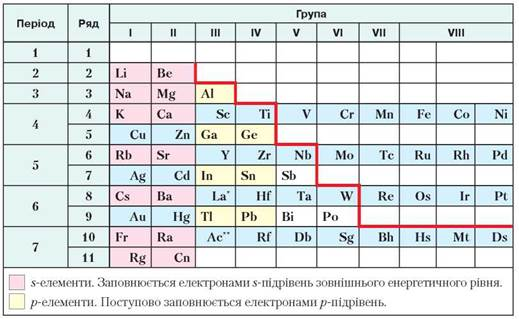 Період Ряд Група
I II III IV V VI VII VIII
1 1
2 2 Li Be
3 3 Na Mg Al
4 4 K Ca Sc Ti V Cr Mn Fe Co Ni
5 Cu Zn Ga Ge
5 6 Rb Sr Y Zr Nb Mo Tc Ru Rh Pd
7 Ag Cd In Sn Sb
6 8 Cs Ba La* Hf Ta W Re Os Ir Pt
9 Au Hg Tl Pb Bi Po
7 10 Fr Ra Ac** Rf Db Sg Bh Hs Mt Ds
11 Rg Cn
s-елементи. Заповнюється електронами s-підрівень зовнішнього енергетичного рівня.
p-елементи. Поступово заповнюється електронами p-підрівень.